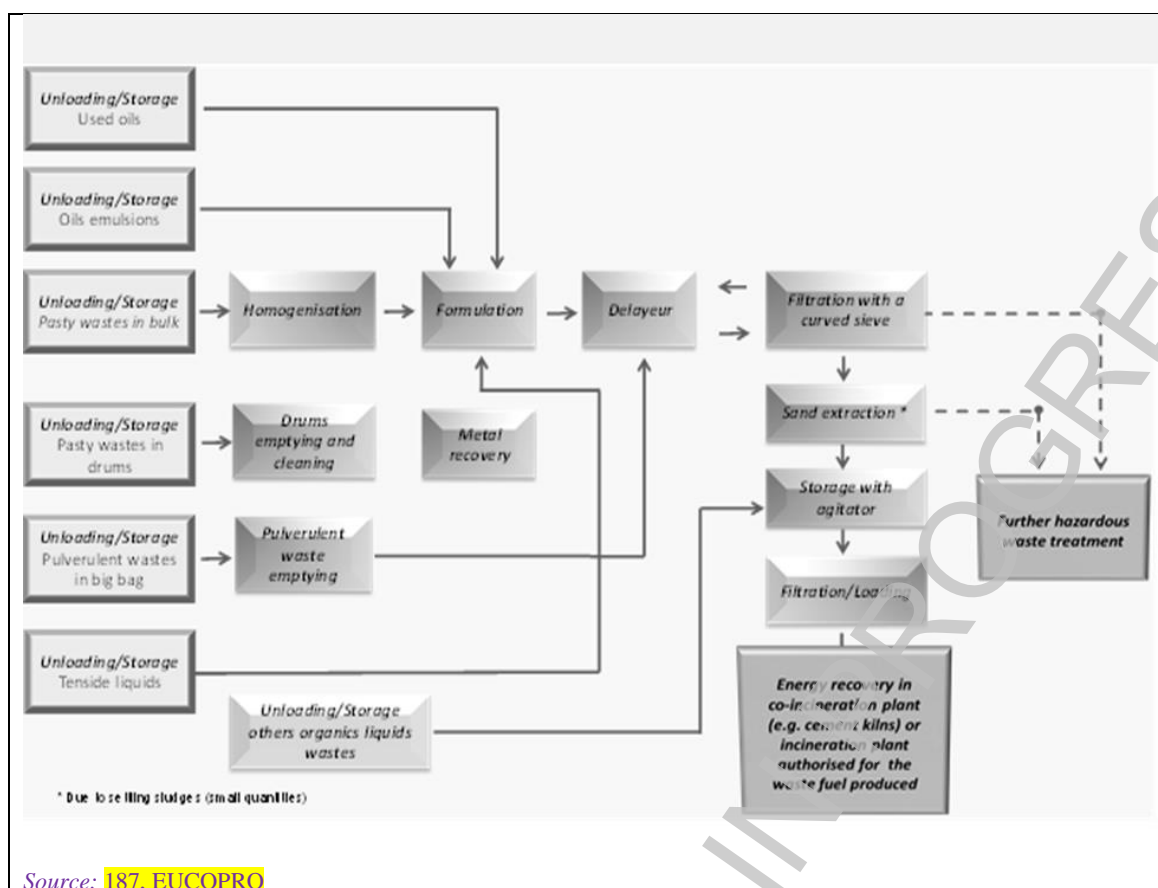 Unloading/Storage
Used oils
Unloading/Storage
Oils emulsions
Unloading/Storage
Pasty wastes in bulk
Homogenisation
Formulation
Delayeur
Filtration with a
curved sieve
Unloading/Storage
Pasty wastes in
drums
Drums
emptying and
cleaning
Metal
recovery
Sand extraction *
Storage with
agitator
Further hazardous
waste treatment
Unloading/Storage
Pulverulent wastes
in big bag
Pulverulent
waste
emptying
Filtration/Loading
Unloading/Storage
Tenside liquids
Unloading/Storage
others organics liquids
wastes
Energy recovery in
co-incineration plant
(e.g. cement kilns) or
incineration plant
authorised for the
waste fuel produced
* Due to settling sludges (small quantities)
Source: 187. EUCOPRO
IN PROGRES